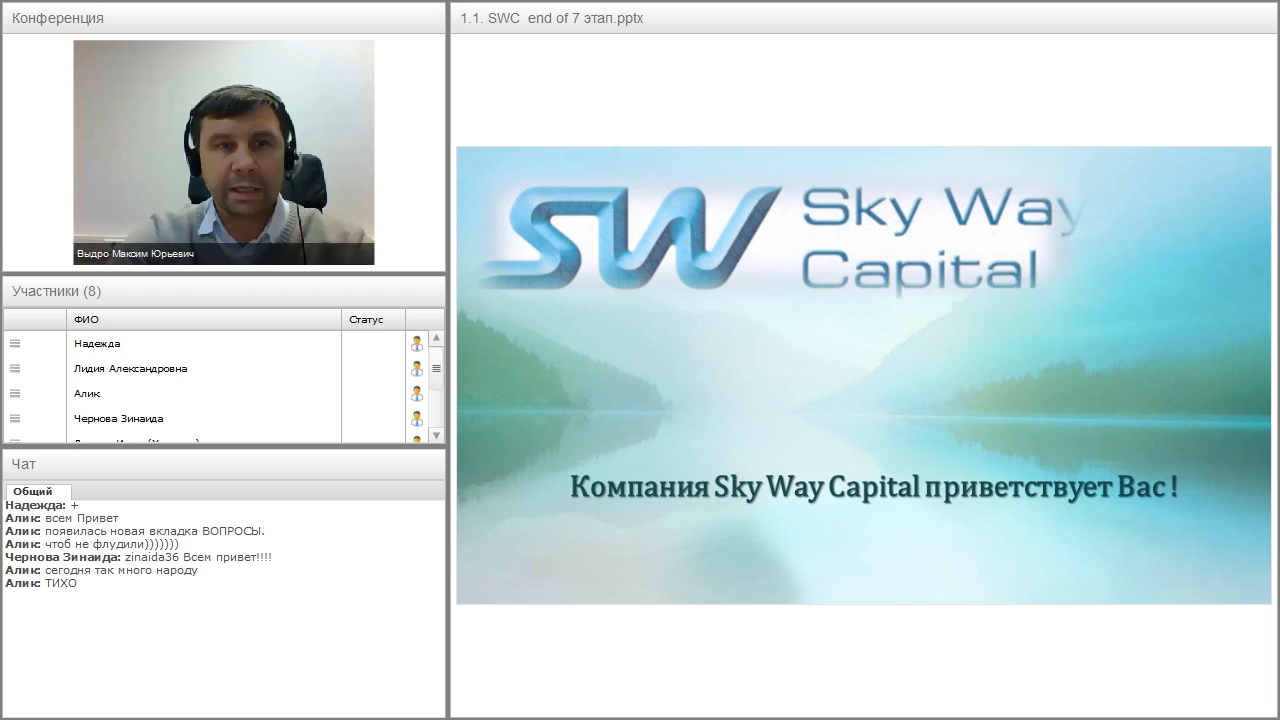 Конференция
Выдро Максим Юрьевич
Участники (8)
ФИО
Статус
Надежда
Лидия Александровна
Алик
Чернова Зинаида
Чат
Общий
Надежда: +
Алик: всем Привет
Алик: появилась новая вкладка ВОПРОСЫ.
Алик: чтоб не флудили)))))))
Чернова Зинаида: zinaida36 Всем привет!!!!
Алик: сегодня так много народу
Алик: ТИХО
1.1. SWC  end of 7 этап.pptx
SW
Sky Way
Capital
Компания Sky Way Capital приветствует Вас !